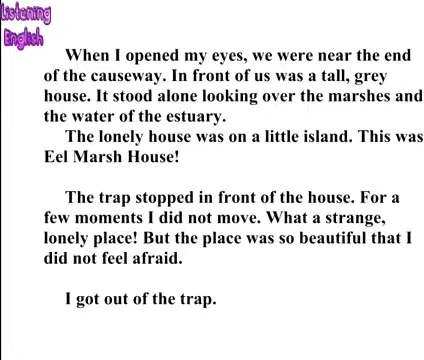 Listening
English
When I opened my eyes, we were near the end
of the causeway. In front of us was a tall, grey
house. It stood alone looking over the marshes and
the water of the estuary.
The lonely house was on a little island. This was
Eel Marsh House!
The trap stopped in front of the house. For a
few moments I did not move. What a strange,
lonely place! But the place was so beautiful that I
did not feel afraid.
I got out of the trap.